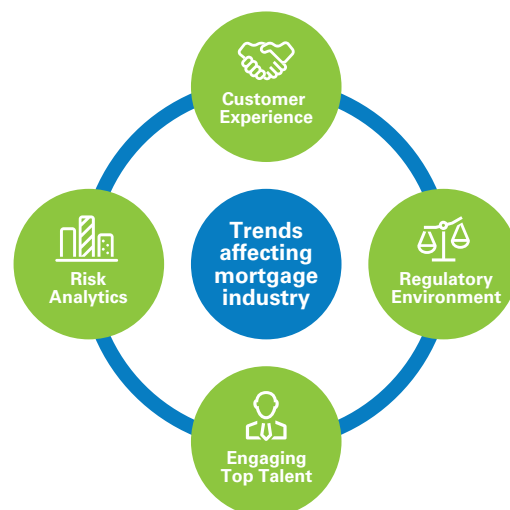 Customer
Experience
Trends
affecting
mortgage
industry
Risk
Analytics
Regulatory
Environment
Engaging
Top Talent